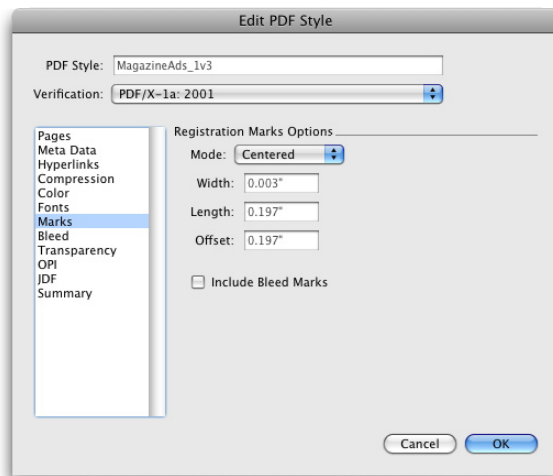 Edit PDF Style
PDF Style: MagazineAds_1v3
Verification: PDF/X-1a: 2001
Pages
Meta Data
Hyperlinks
Compression
Color
Fonts
Marks
Bleed
Transparency
OPI
JDF
Summary
Registration Marks Options
Mode: Centered
Width: 0.003"
Length: 0.197"
Offset: 0.197"
Include Bleed Marks
Cancel
OK